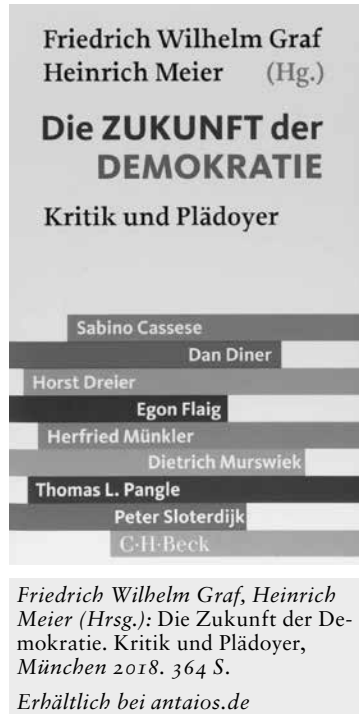 Friedrich Wilhelm Graf
Heinrich Meier (Hg.)
Die ZUKUNFT der
DEMOKRATIE
Kritik und Plädoyer
Sabino Cassese
Dan Diner
Horst Dreier
Egon Flaig
Herfried Münkler
Dietrich Murswiek
Thomas L. Pangle
Peter Sloterdijk
C·H·Beck
Friedrich Wilhelm Graf, Heinrich
Meier (Hrsg.): Die Zukunft der De-
mokratie. Kritik und Plädoyer,
München 2018. 364 S.
Erhältlich bei antaios.de